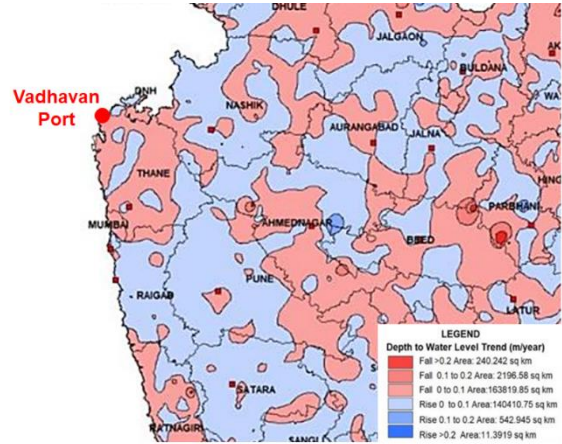 DHULE
JALGAON
AK
BULDANA
DNH
Vadhavan
Port
NASHIK
WA
AURANGABAD
JALNA
THANE
HING
PARBHANI
MUMBAI
AHMEDNAGAR
BEED
PUNE
RAIGAD
LATUR
LEGEND
Depth to Water Level Trend (m/year)
Fall >0.2 Area: 240.242 sq km
Fall 0.1 to 0.2 Area: 2196.58 sq km
Fall 0 to 0.1 Area:163819.85 sq km
Rise 0 to 0.1 Area:140410.75 sq km
Rise 0.1 to 0.2 Area: 542.945 sq km
Rise >0.2 Area: 11.3919 sq km
SATARA
RATNAGIRI
SANGLI